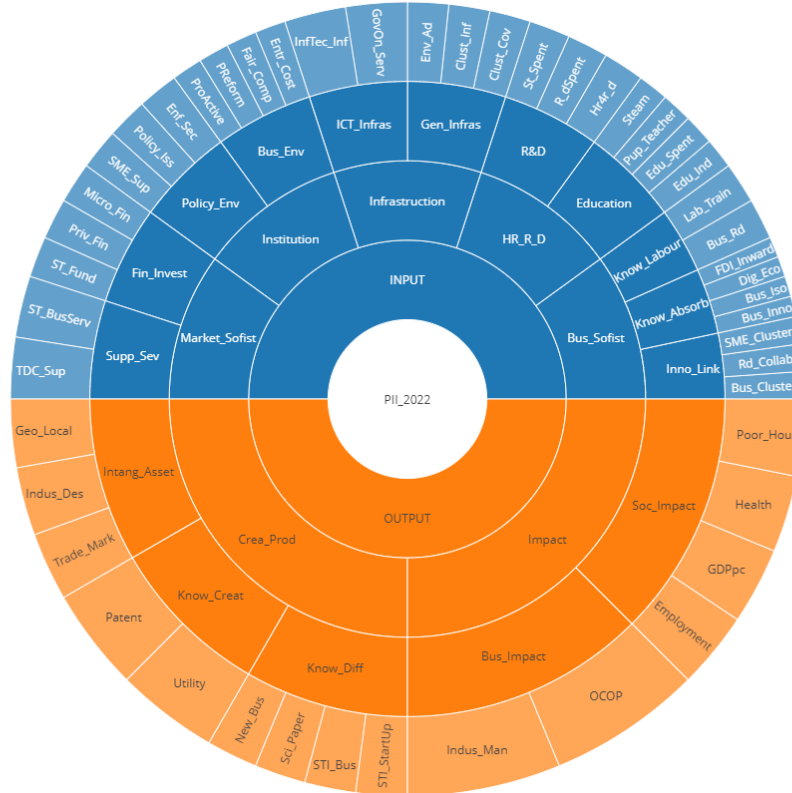 PII_2022
INPUT
OUTPUT
Market_Sofist
Institution
Infrastruction
HR_R_D
Bus_Sofist
Supp_Sev
Fin_Invest
Policy_Env
Bus_Env
ICT_Infras
Gen_Infras
R&D
Education
Know_Labour
Know_Absorb
Inno_Link
TDC_Sup
ST_BusServ
ST_Fund
Priv_Fin
Micro_Fin
SME_Sup
Policy_Iss
Enf_Sec
ProActive
PReform
Fair_Comp
Entr_Cost
InfTec_Inf
GovOn_Serv
Env_Ad
Clust_Inf
Clust_Cov
St_Spent
R_dSpent
Hr4r_d
Steam
Pup_Teacher
Edu_Spent
Edu_Ind
Lab_Train
Bus_Rd
FDI_Inward
Dig_Eco
Bus_Iso
Bus_Inno
SME_Cluster
Rd_Collab
Bus_Cluster
Crea_Prod
Impact
Intang_Asset
Know_Creat
Know_Diff
Bus_Impact
Soc_Impact
Geo_Local
Indus_Des
Trade_Mark
Patent
Utility
New_Bus
Sci_Paper
STI_Bus
STI_StartUp
Indus_Man
OCOP
Employment
GDPpc
Health
Poor_Hou